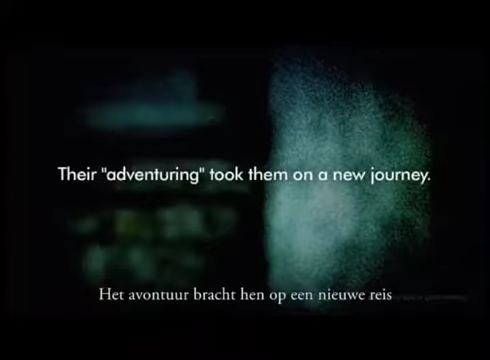 Their "adventuring" took them on a new journey.
Het avontuur bracht hen op een nieuwe reis